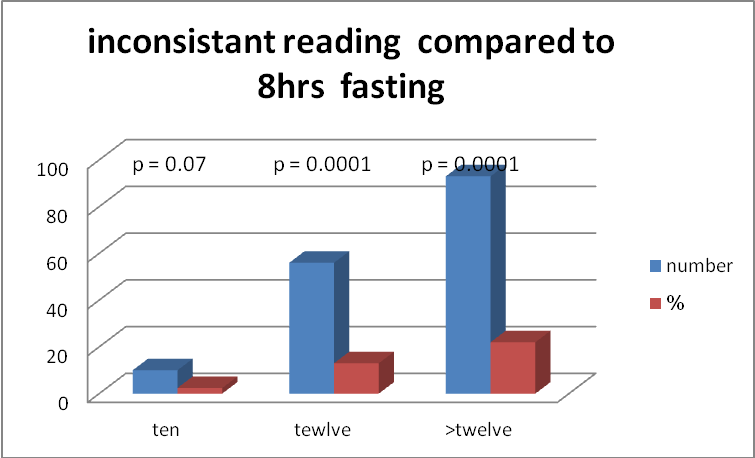 inconsistant reading compared to
8hrs fasting
p = 0.07 p = 0.0001 p = 0.0001
100
80
60
40
20
0
ten tewlve >twelve
number
%